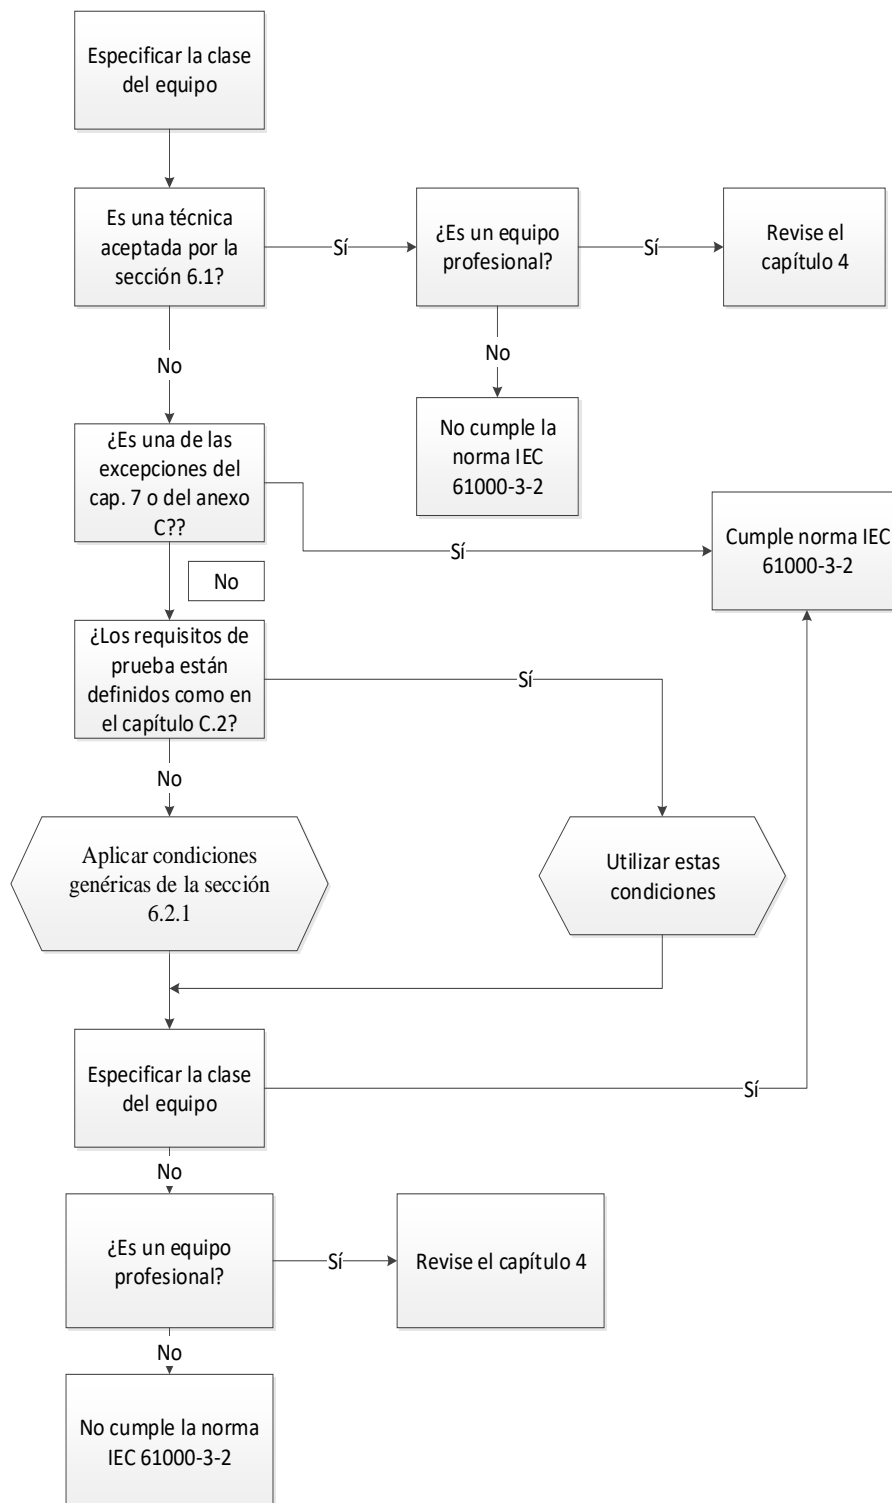 Especificar la clase
del equipo
Es una técnica
aceptada por la
sección 6.1?
Sí
¿Es un equipo
profesional?
Sí
Revise el
capítulo 4
No
No
¿Es una de las
excepciones del
cap. 7 o del anexo
C??
No cumple la
norma IEC
61000-3-2
Sí
Cumple norma IEC
61000-3-2
No
¿Los requisitos de
prueba están
definidos como en
el capítulo C.2?
Sí
No
Aplicar condiciones
genéricas de la sección
6.2.1
Utilizar estas
condiciones
Especificar la clase
del equipo
Sí
No
¿Es un equipo
profesional?
Sí
Revise el capítulo 4
No
No cumple la norma
IEC 61000-3-2